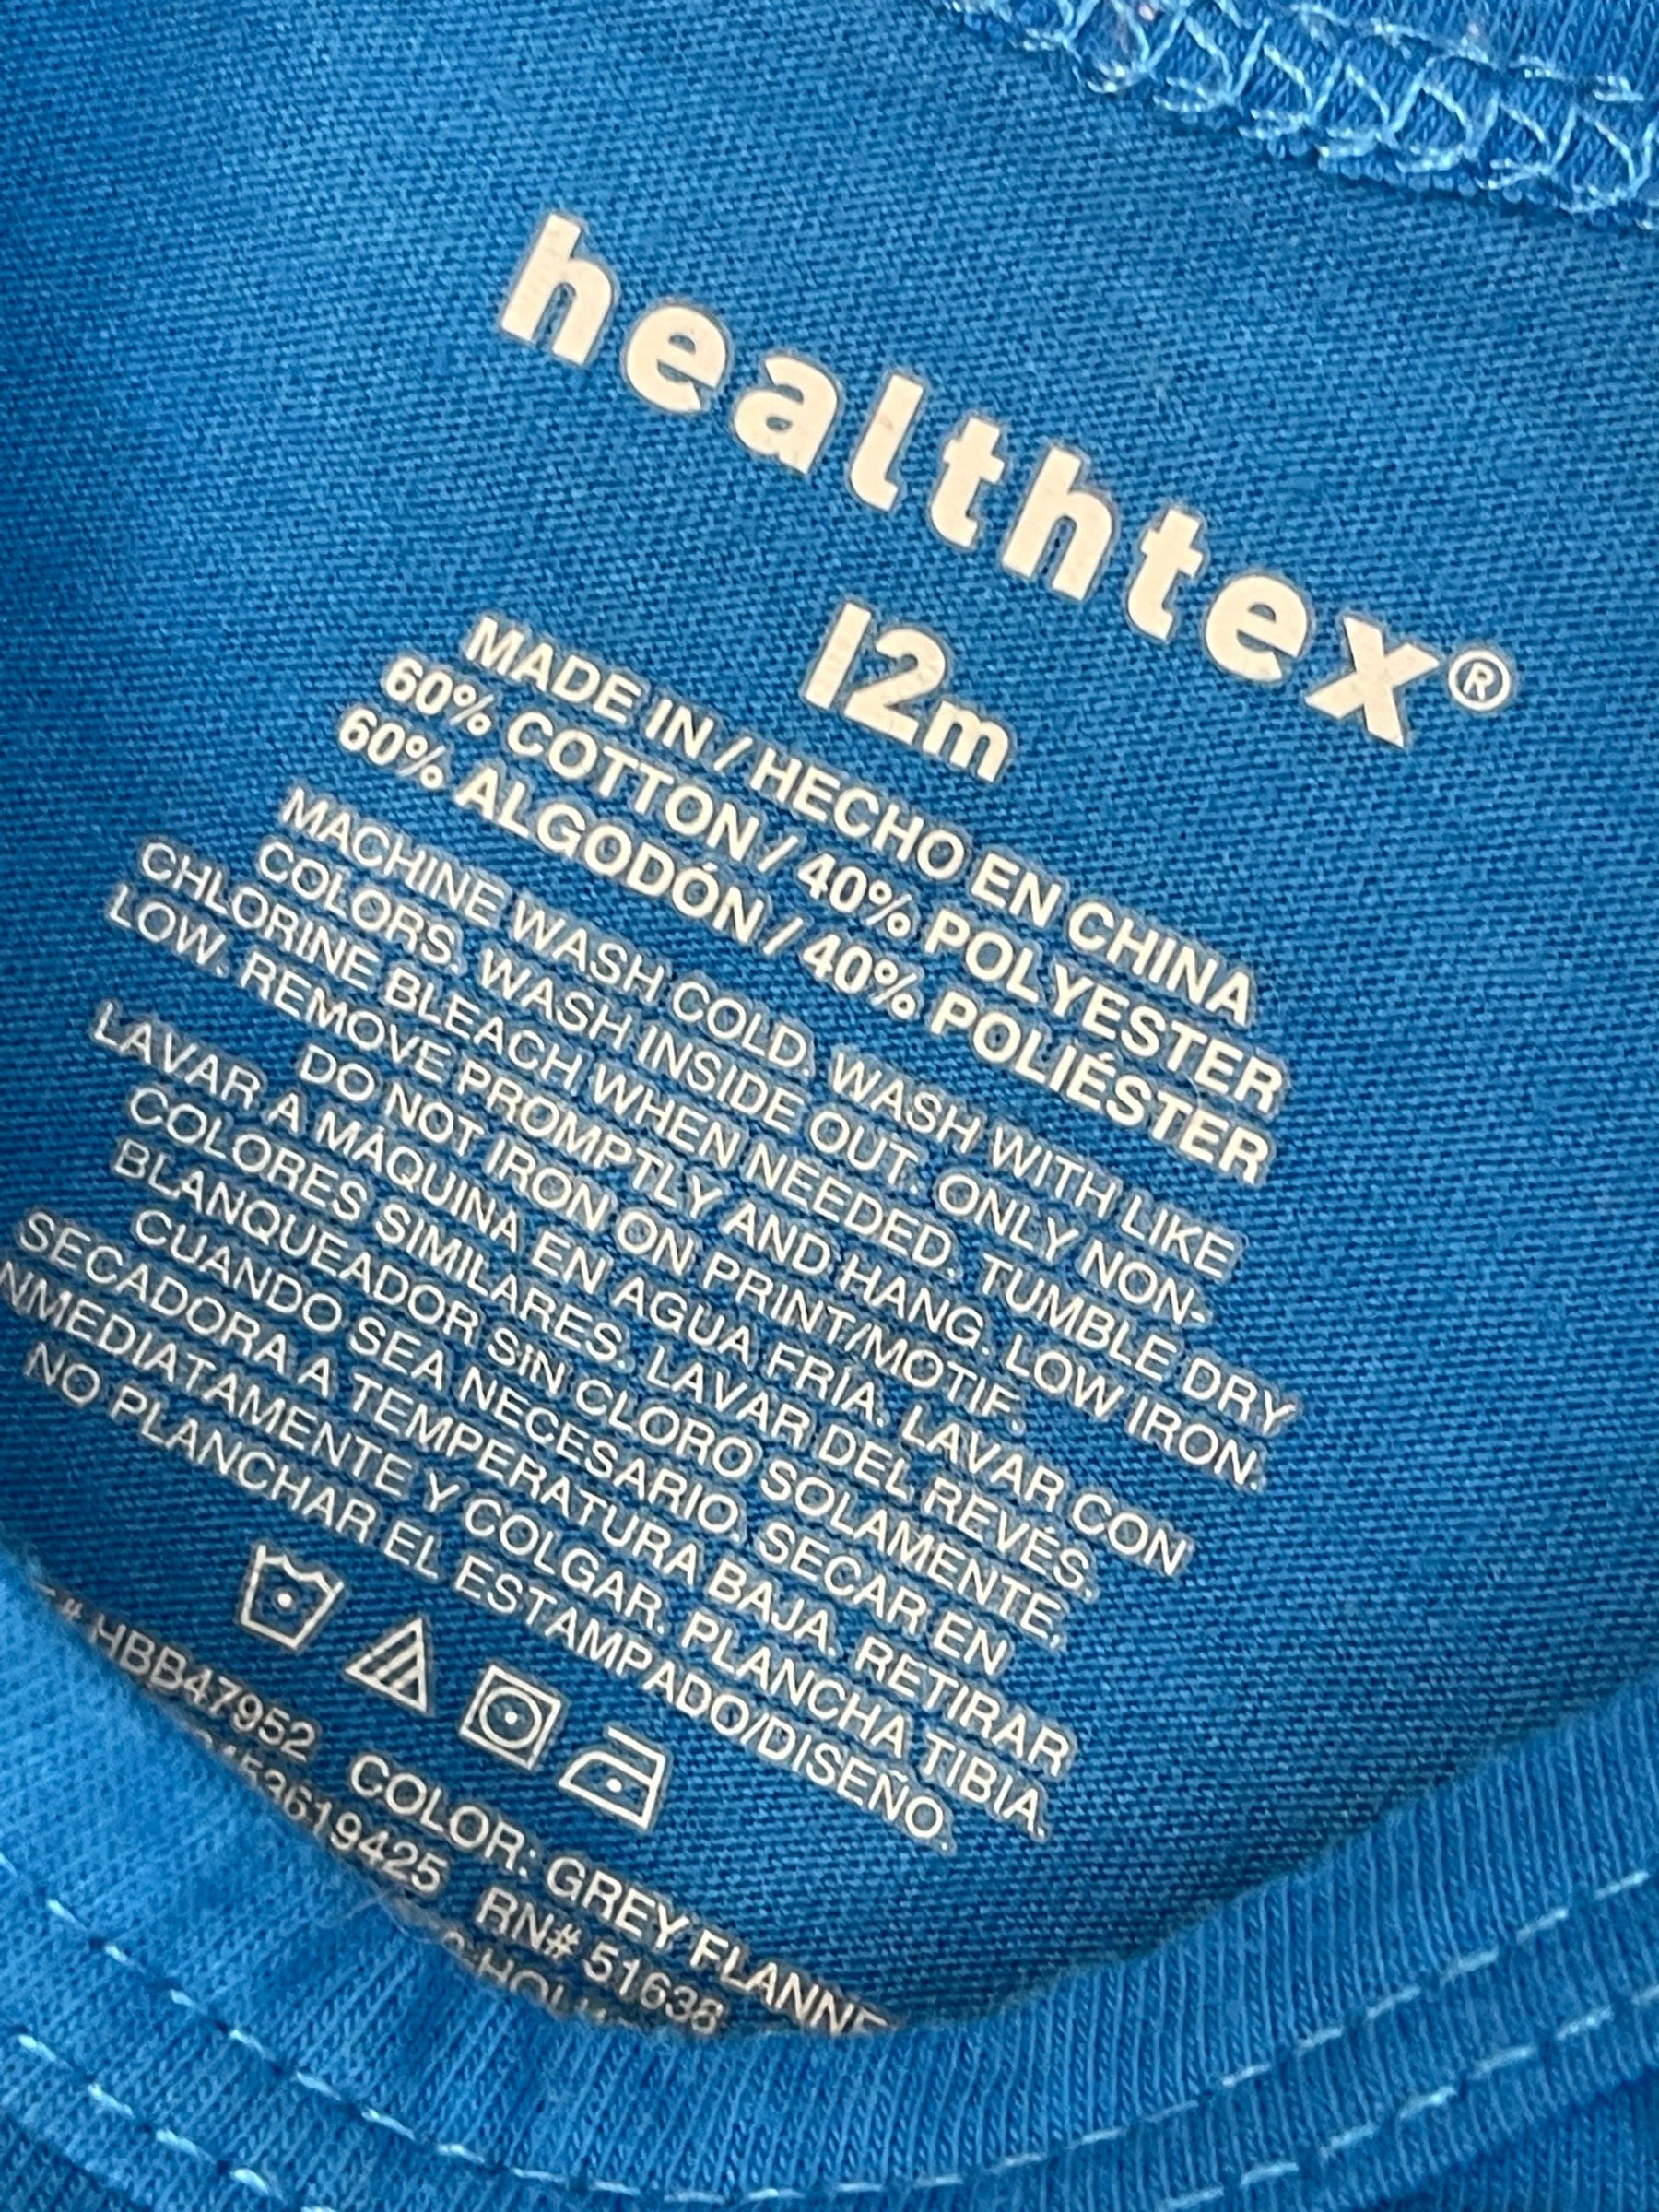 healthtex®
12m
MADE IN / HECHO EN CHINA
60% COTTON / 40% POLYESTER
60% ALGODÓN / 40% POLIÉSTER
MACHINE WASH COLD. WASH WITH LIKE
COLORS. WASH INSIDE OUT. ONLY NON-
CHLORINE BLEACH WHEN NEEDED. TUMBLE DRY
LOW. REMOVE PROMPTLY AND HANG. LOW IRON.
DO NOT IRON ON PRINT/MOTIF.
LAVAR A MÁQUINA EN AGUA FRÍA. LAVAR CON
COLORES SIMILARES. LAVAR DEL REVÉS.
BLANQUEADOR SIN CLORO SOLAMENTE,
CUANDO SEA NECESARIO. SECAR EN
SECADORA A TEMPERATURA BAJA. RETIRAR
INMEDIATAMENTE Y COLGAR. PLANCHA TIBIA.
NO PLANCHAR EL ESTAMPADO/DISEÑO.
# HBB47952 COLOR: GREY FLANNE
453619425 RN# 51638